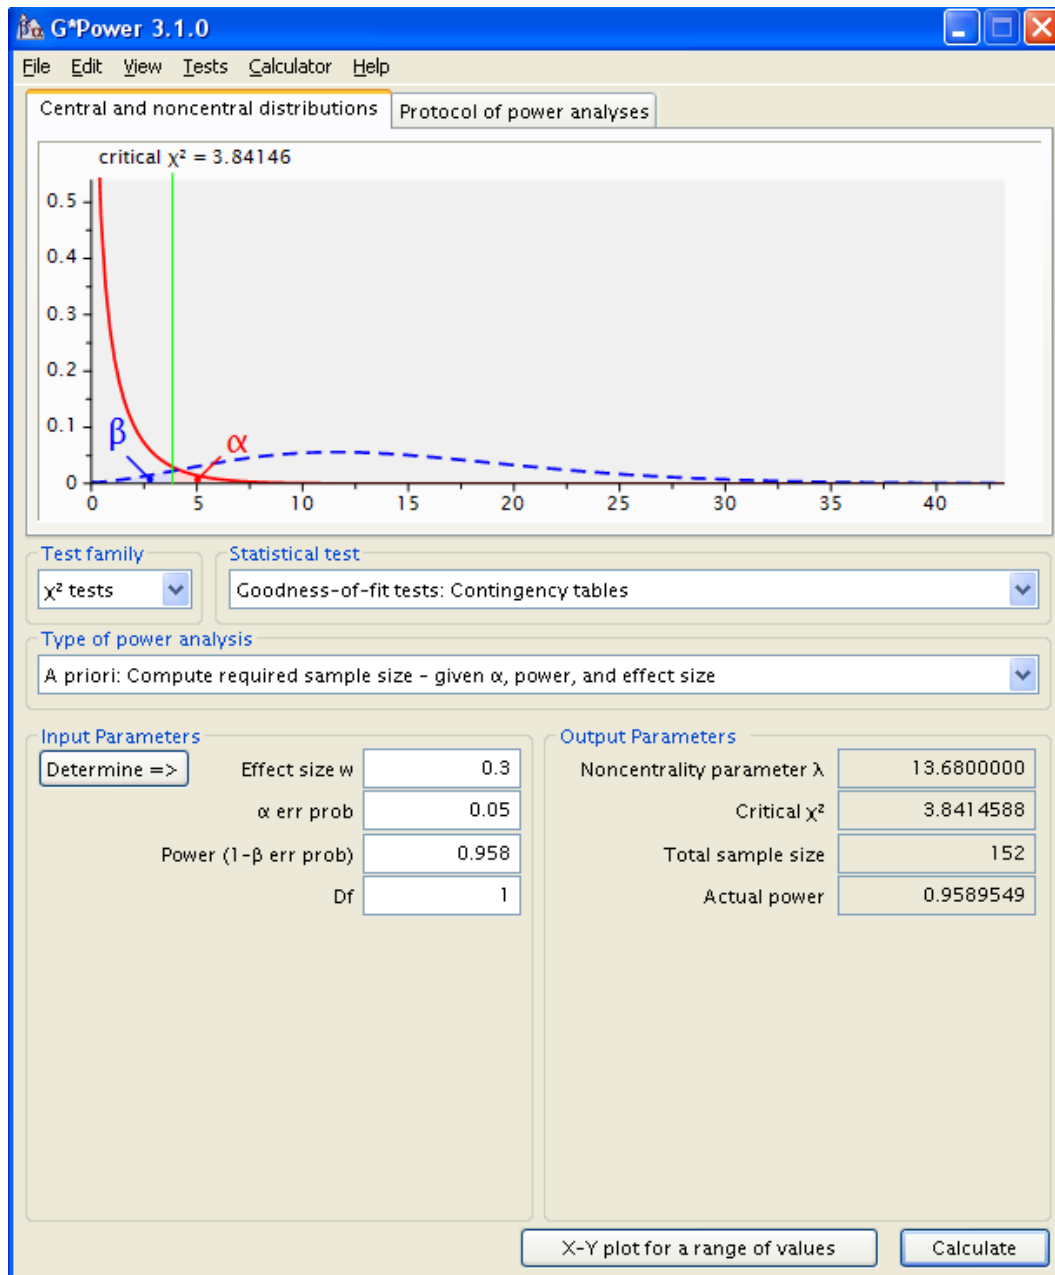 G*Power 3.1.0
File Edit View Tests Calculator Help
Central and noncentral distributions Protocol of power analyses
critical χ² = 3.84146
0.5
0.4
0.3
0.2
0.1
β α
0
0 5 10 15 20 25 30 35 40
Test family Statistical test
χ² tests Goodness-of-fit tests: Contingency tables
Type of power analysis
A priori: Compute required sample size - given α, power, and effect size
Input Parameters Output Parameters
Determine => Effect size w 0.3 Noncentrality parameter λ 13.6800000
α err prob 0.05 Critical χ² 3.8414588
Power (1-β err prob) 0.958 Total sample size 152
Df 1 Actual power 0.9589549
X-Y plot for a range of values Calculate